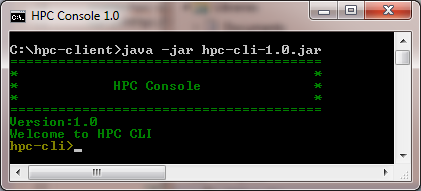 HPC Console 1.0
C:\hpc-client>java -jar hpc-cli-1.0.jar
=======================================
*                                     *
*            HPC Console              *
*                                     *
=======================================
Version:1.0
Welcome to HPC CLI
hpc-cli>